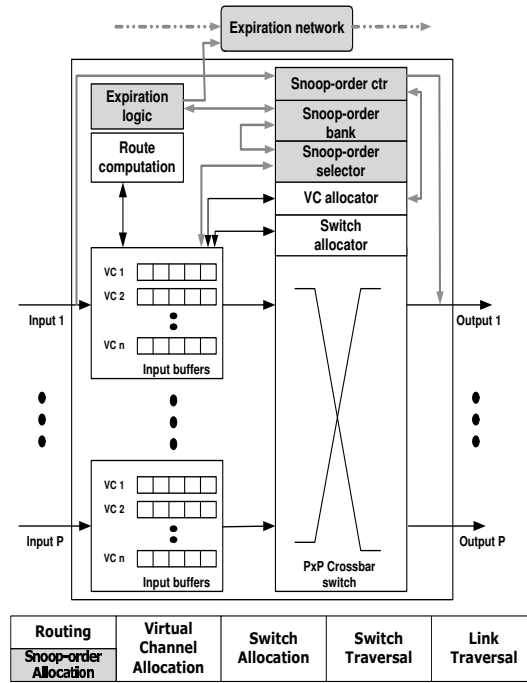 Expiration network
Snoop-order ctr
Expiration
logic
Snoop-order
bank
Route
computation
Snoop-order
selector
VC allocator
Switch
allocator
VC 1
VC 2
VC n
Input buffers
Input 1
Output 1
VC 1
VC 2
VC n
Input buffers
Input P
Output P
PxP Crossbar
switch
Routing
Snoop-order
Allocation
Virtual
Channel
Allocation
Switch
Allocation
Switch
Traversal
Link
Traversal